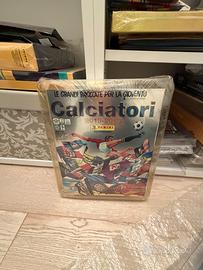 LE GRANDI RACCOLTE PER LA GIOVENTÙ
Calciatori
PANINI